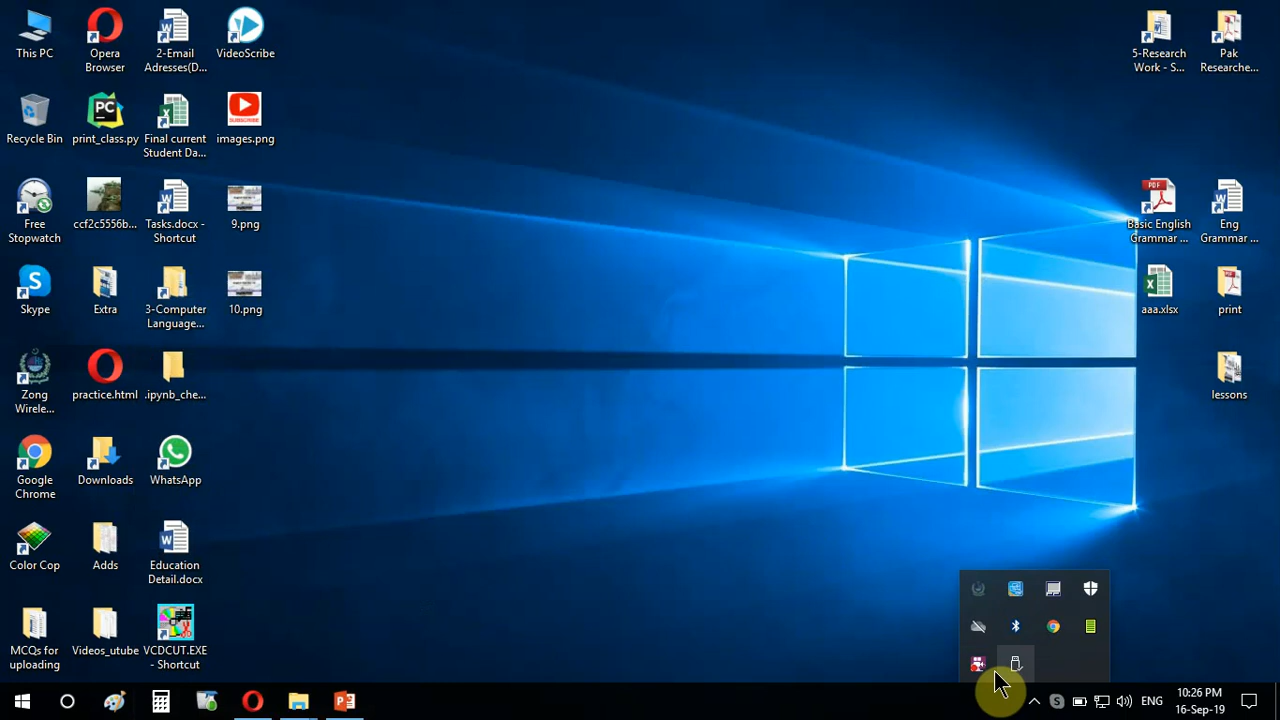 This PC
Opera
Browser
2-Email
Adresses(D...
VideoScribe
5-Research
Work - S...
Pak
Researche...
Recycle Bin
PC
print_class.py
Final current
Student Da...
SUBSCRIBE
images.png
Free
Stopwatch
ccf2c5556b...
Tasks.docx -
Shortcut
9.png
PDF
Basic English
Grammar ...
Eng
Grammar ...
Skype
Extra
3-Computer
Language...
10.png
aaa.xlsx
print
Zong
Wirele...
practice.html
.ipynb_che...
lessons
Google
Chrome
Downloads
WhatsApp
Color Cop
Adds
Education
Detail.docx
MCQs for
uploading
Videos_utube
VCDCUT.EXE
- Shortcut
ENG
10:26 PM
16-Sep-19